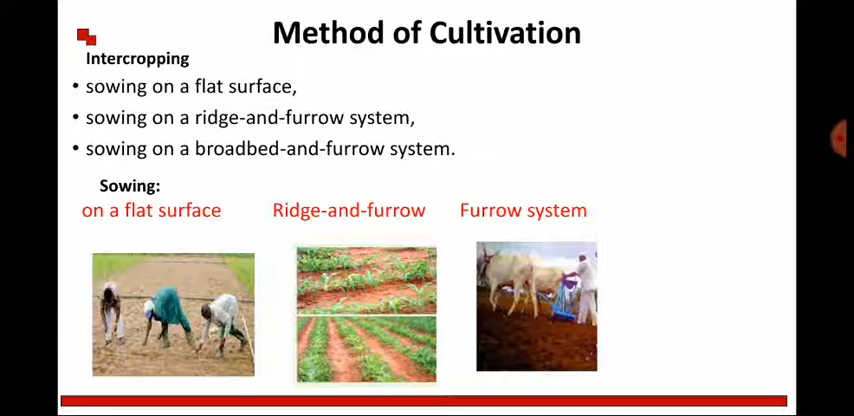 Method of Cultivation
Intercropping
• sowing on a flat surface,
• sowing on a ridge-and-furrow system,
• sowing on a broadbed-and-furrow system.
Sowing:
on a flat surface Ridge-and-furrow Furrow system